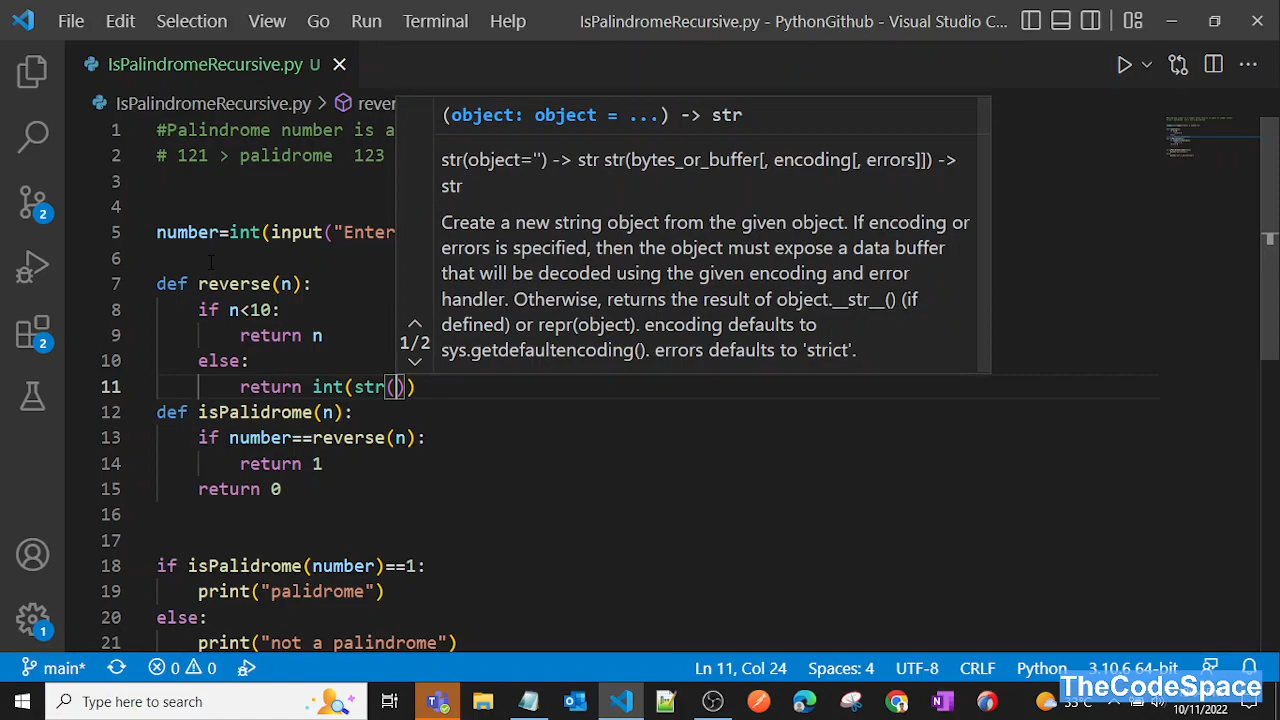 File Edit Selection View Go Run Terminal Help IsPalindromeRecursive.py - PythonGithub - Visual Studio C...
IsPalindromeRecursive.py U
IsPalindromeRecursive.py > rever
(object: object = ...) -> str
str(object='') -> str str(bytes_or_buffer[, encoding[, errors]]) ->
str
Create a new string object from the given object. If encoding or
errors is specified, then the object must expose a data buffer
that will be decoded using the given encoding and error
handler. Otherwise, returns the result of object.__str__() (if
defined) or repr(object). encoding defaults to
sys.getdefaultencoding(). errors defaults to 'strict'.
1/2
1 #Palindrome number is a
2 # 121 > palidrome 123
3
4
5 number=int(input("Enter
6
7 def reverse(n):
8 if n<10:
9 return n
10 else:
11 return int(str())
12 def isPalidrome(n):
13 if number==reverse(n):
14 return 1
15 return 0
16
17
18 if isPalidrome(number)==1:
19 print("palidrome")
20 else:
21 print("not a palindrome")
2
2
1
main* 0 0 Ln 11, Col 24 Spaces: 4 UTF-8 CRLF Python 3.10.6 64-bit
Type here to search
33°C
TheCodeSpace
10/11/2022